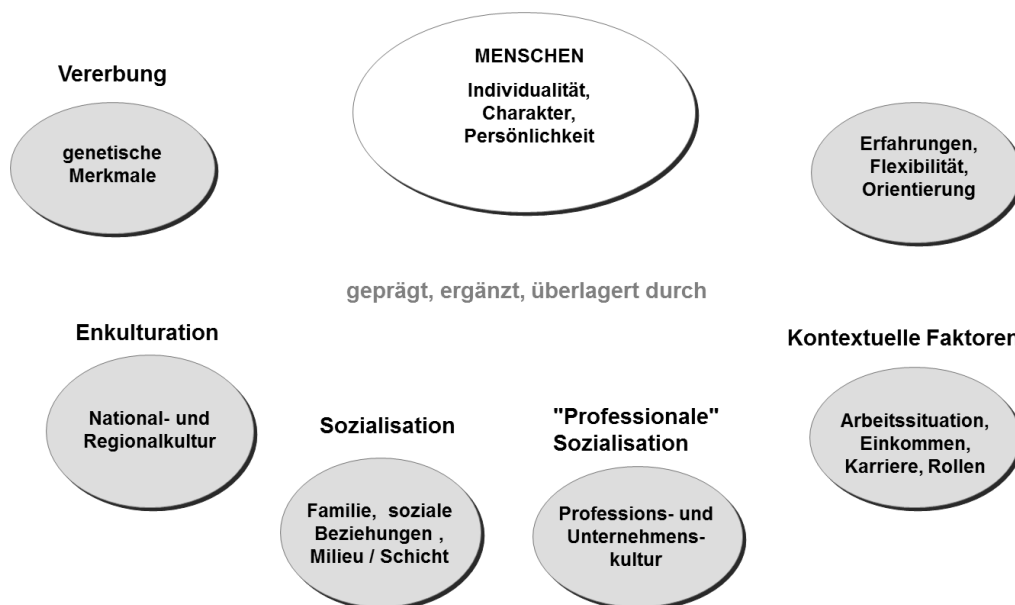 MENSCHEN
Individualität,
Charakter,
Persönlichkeit
Vererbung
genetische
Merkmale
Erfahrungen,
Flexibilität,
Orientierung
geprägt, ergänzt, überlagert durch
Enkulturation
National- und
Regionalkultur
Sozialisation
Familie, soziale
Beziehungen ,
Milieu / Schicht
"Professionale"
Sozialisation
Professions- und
Unternehmens-
kultur
Kontextuelle Faktoren
Arbeitssituation,
Einkommen,
Karriere, Rollen